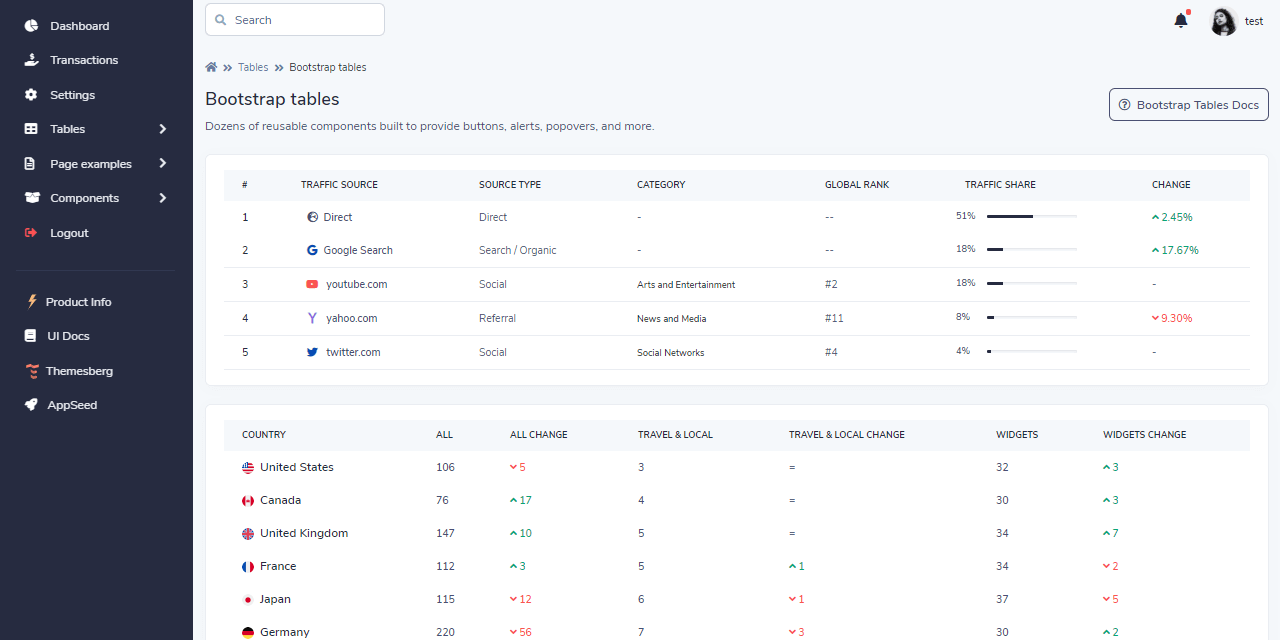 Dashboard
Transactions
Settings
Tables
Page examples
Components
Logout
Product Info
UI Docs
Themesberg
AppSeed
Search
test
Tables Bootstrap tables
Bootstrap tables
Dozens of reusable components built to provide buttons, alerts, popovers, and more.
Bootstrap Tables Docs
# TRAFFIC SOURCE SOURCE TYPE CATEGORY GLOBAL RANK TRAFFIC SHARE CHANGE
1 Direct Direct - -- 51% 2.45%
2 Google Search Search / Organic - -- 18% 17.67%
3 youtube.com Social Arts and Entertainment #2 18% -
4 yahoo.com Referral News and Media #11 8% 9.30%
5 twitter.com Social Social Networks #4 4% -
COUNTRY ALL ALL CHANGE TRAVEL & LOCAL TRAVEL & LOCAL CHANGE WIDGETS WIDGETS CHANGE
United States 106 5 3 = 32 3
Canada 76 17 4 = 30 3
United Kingdom 147 10 5 = 34 7
France 112 3 5 1 34 2
Japan 115 12 6 1 37 5
Germany 220 56 7 3 30 2